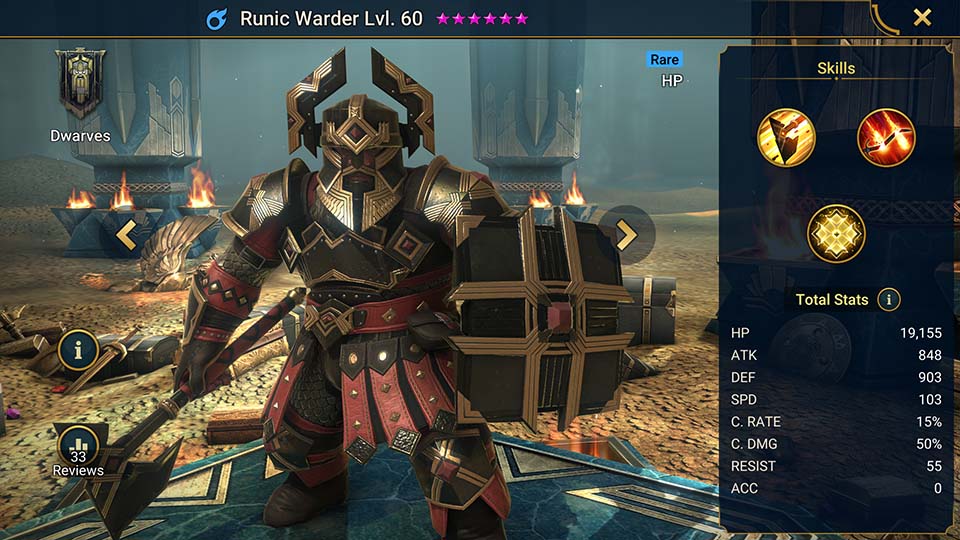 Runic Warder Lvl. 60
Dwarves
Rare
HP
i
33
Reviews
Skills
Total Stats i
HP 19,155
ATK 848
DEF 903
SPD 103
C. RATE 15%
C. DMG 50%
RESIST 55
ACC 0